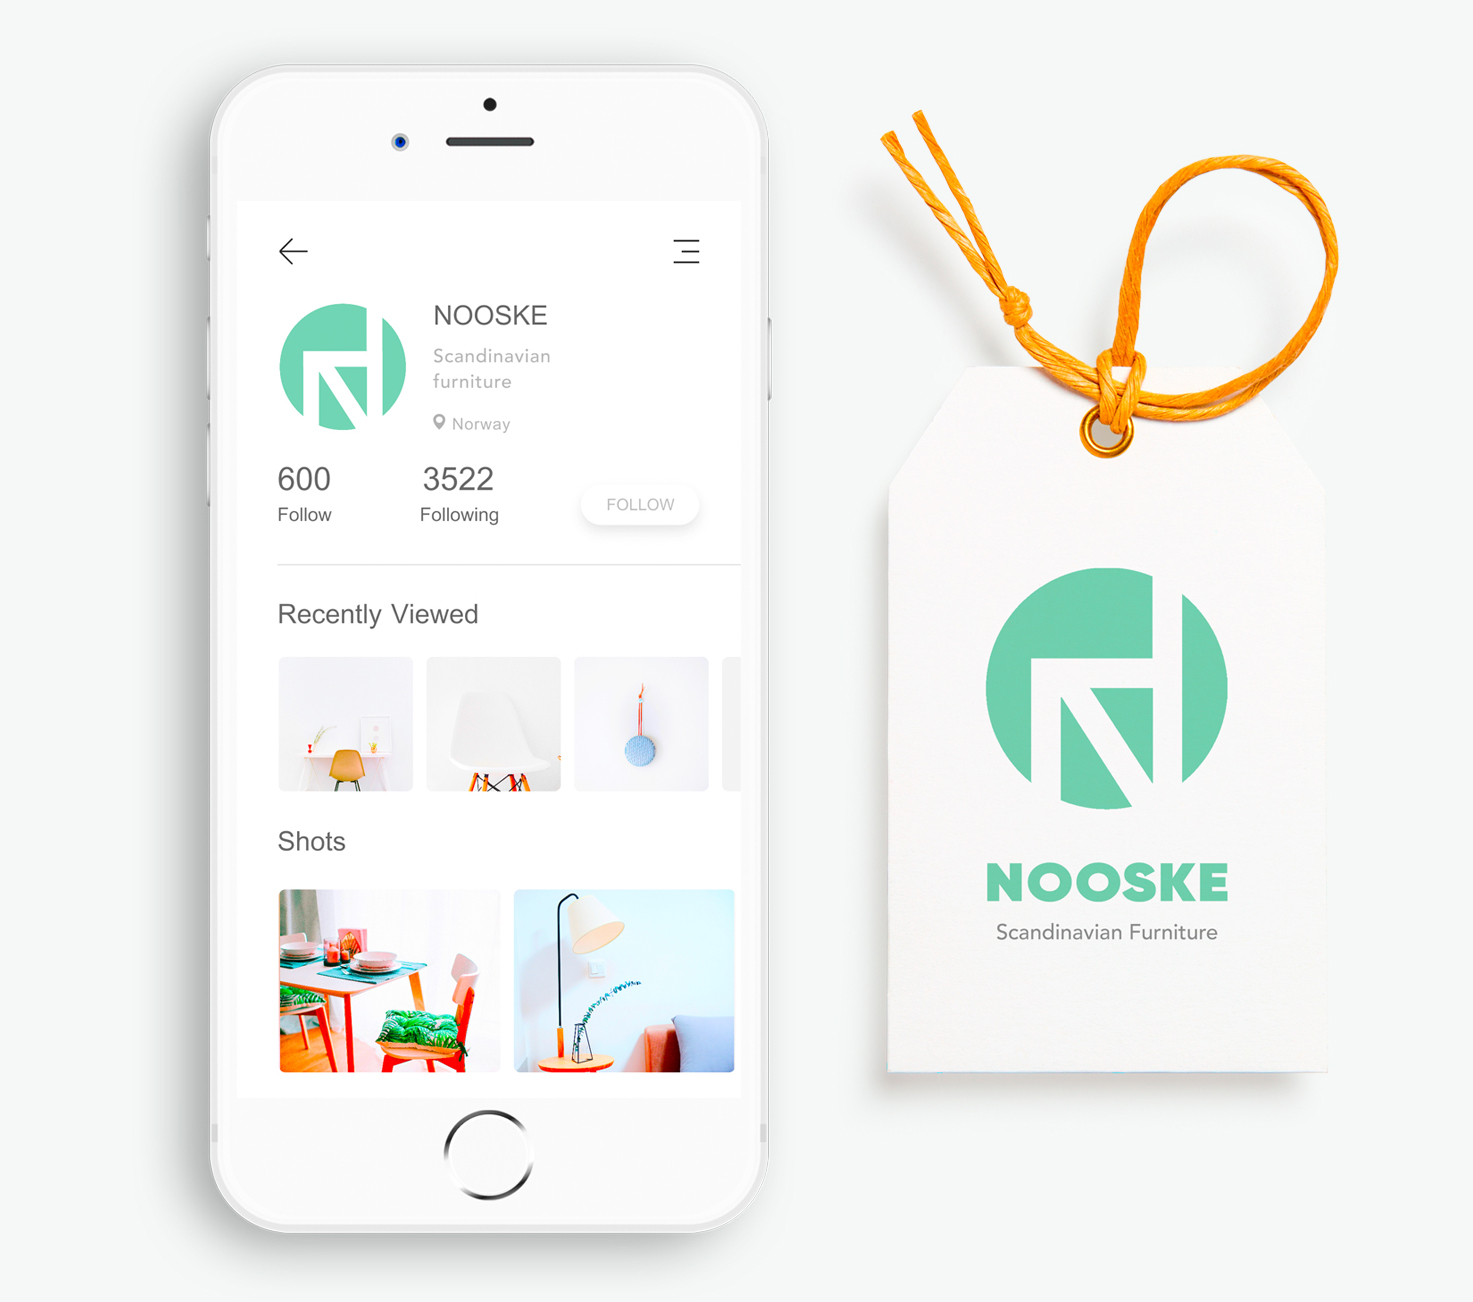 NOOSKE
Scandinavian
furniture
Norway
600
3522
Follow
Following
FOLLOW
Recently Viewed
Shots
NOOSKE
Scandinavian Furniture